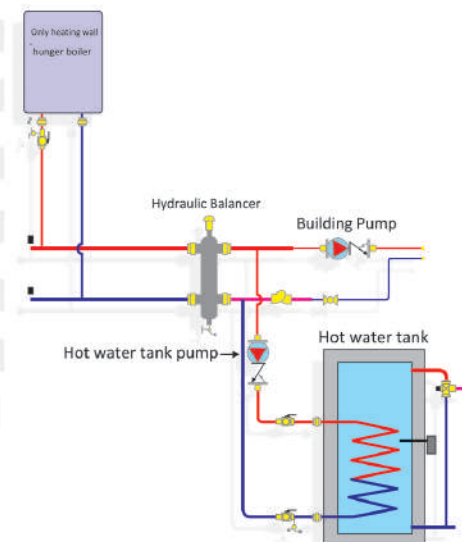 Only heating wall
hunger boiler
Hydraulic Balancer
Building Pump
Hot water tank
Hot water tank pump